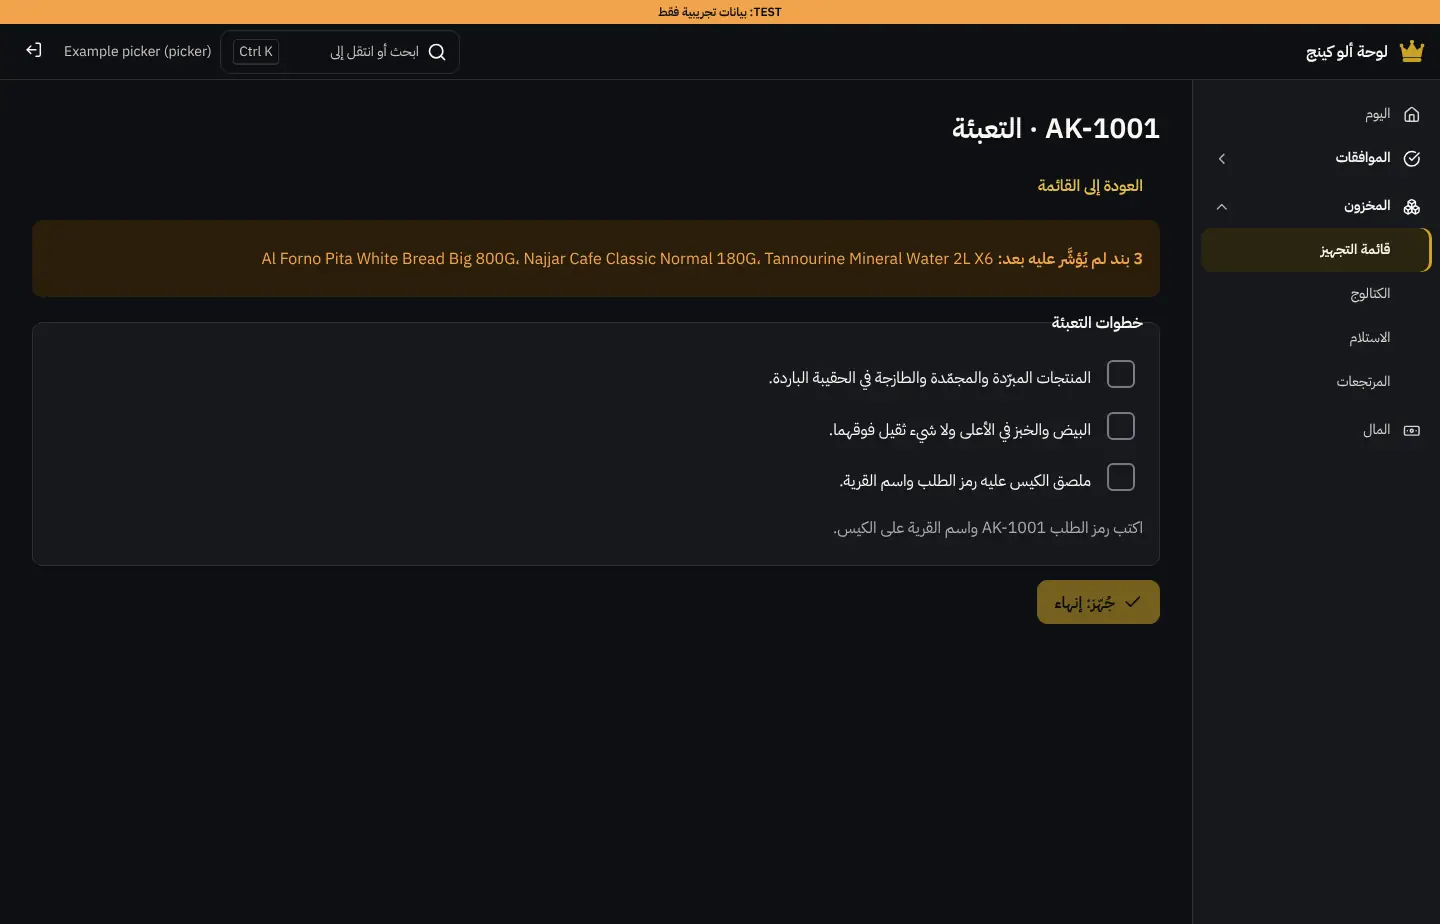 TEST: بيانات تجريبية فقط
لوحة ألو كينج
ابحث أو انتقل إلى
Ctrl K
Example picker (picker)
اليوم
الموافقات
المخزون
قائمة التجهيز
الكتالوج
الاستلام
المرتجعات
المال
AK-1001 · التعبئة
العودة إلى القائمة
3 بند لم يُؤشَّر عليه بعد: Al Forno Pita White Bread Big 800G، Najjar Cafe Classic Normal 180G، Tannourine Mineral Water 2L X6
خطوات التعبئة
المنتجات المبرّدة والمجمّدة والطازجة في الحقيبة الباردة.
البيض والخبز في الأعلى ولا شيء ثقيل فوقهما.
ملصق الكيس عليه رمز الطلب واسم القرية.
اكتب رمز الطلب AK-1001 واسم القرية على الكيس.
جُهّز: إنهاء